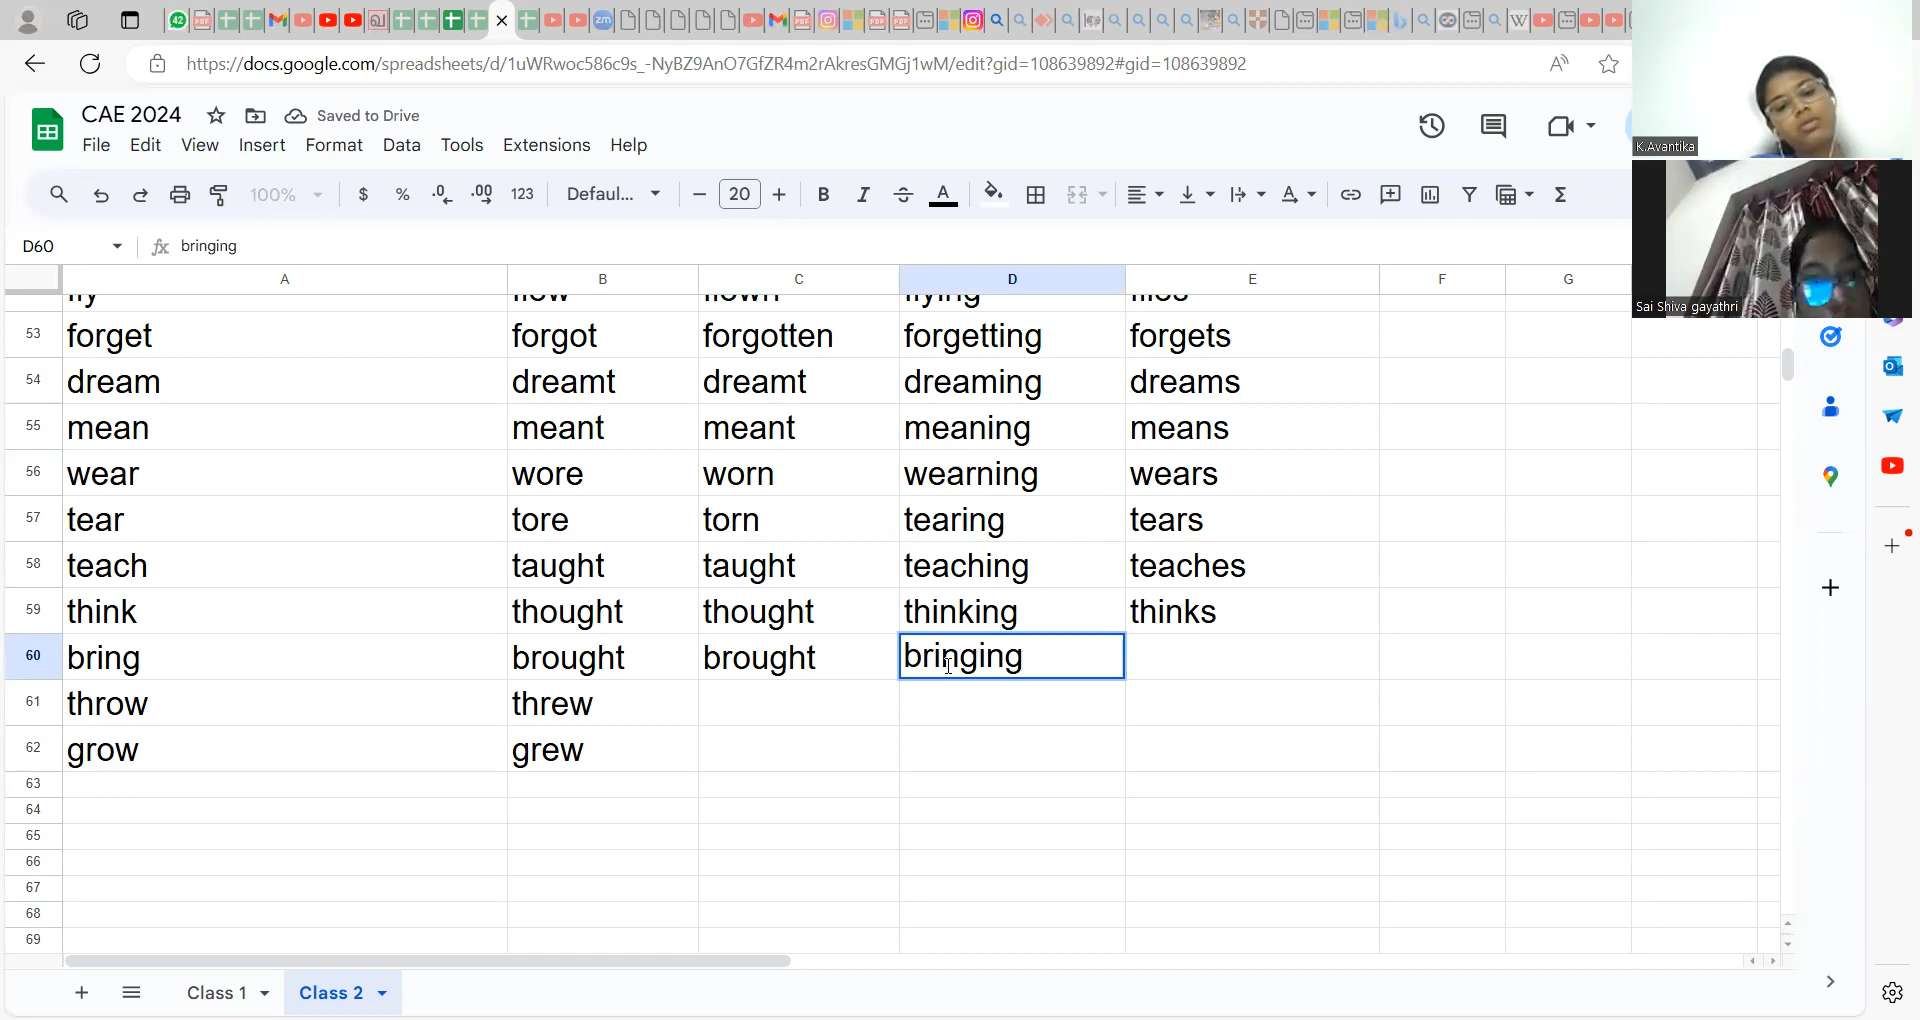 https://docs.google.com/spreadsheets/d/1uWRwoc586c9s_-NyBZ9AnO7GfZR4m2rAkresGMGj1wM/edit?gid=108639892#gid=108639892
CAE 2024 Saved to Drive
File Edit View Insert Format Data Tools Extensions Help
K.Avantika
100% $ % .0 .00 123 Defaul... 20 B I
D60 fx bringing
A B C D E F G
Sai Shiva gayathri
53 forget forgot forgotten forgetting forgets
54 dream dreamt dreamt dreaming dreams
55 mean meant meant meaning means
56 wear wore worn wearning wears
57 tear tore torn tearing tears
58 teach taught taught teaching teaches
59 think thought thought thinking thinks
60 bring brought brought bringing
61 throw threw
62 grow grew
63
64
65
66
67
68
69
Class 1 Class 2